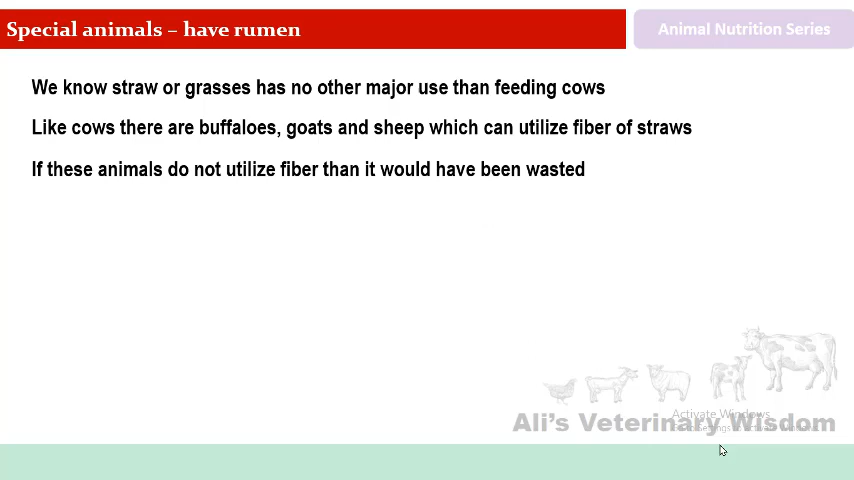 Special animals – have rumen
Animal Nutrition Series
We know straw or grasses has no other major use than feeding cows
Like cows there are buffaloes, goats and sheep which can utilize fiber of straws
If these animals do not utilize fiber than it would have been wasted
Activate Windows
Ali's Veterinary Wisdom